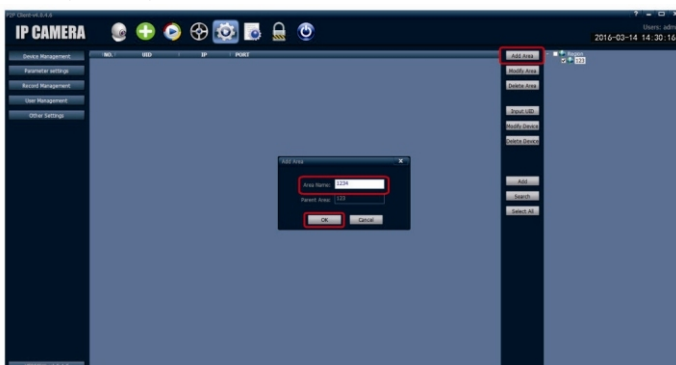 P2P Client-v4.3.4.6
IP CAMERA
Users: adm
2016-03-14 14:30:16
Device Management
Parameter settings
Record Management
User Management
Other Settings
NO. UID IP PORT
Add Area
Modify Area
Delete Area
Input UID
Modify Device
Delete Device
Add
Search
Select All
Region
123
Add Area X
Area Name: 1234
Parent Area: 123
OK Cancel